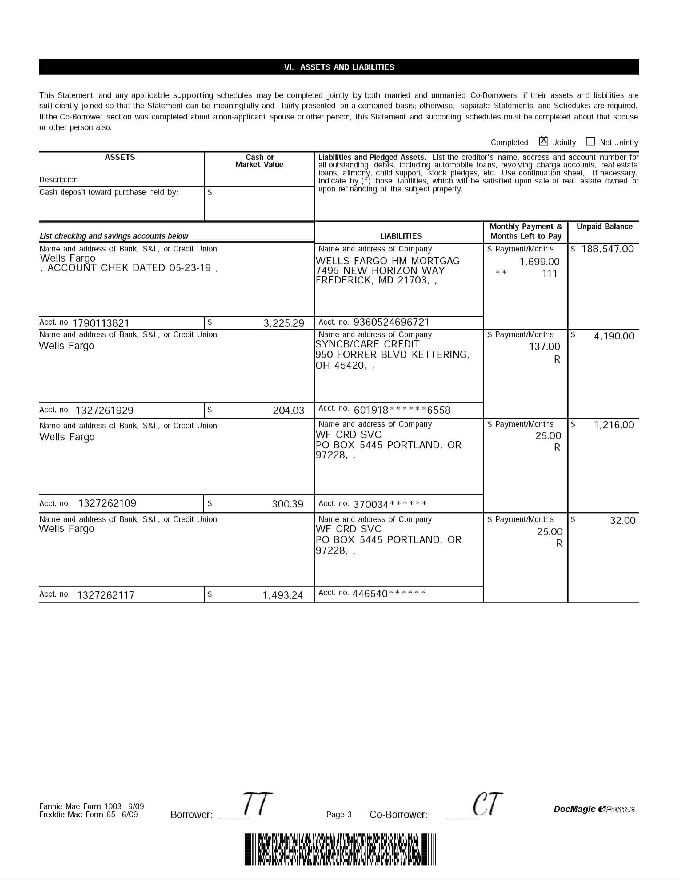 VI. ASSETS AND LIABILITIES
This Statement and any applicable supporting schedules may be completed jointly by both married and unmarried Co-Borrowers if their assets and liabilities are
sufficiently joined so that the Statement can be meaningfully and fairly presented on a combined basis; otherwise, separate Statements and Schedules are required.
If the Co-Borrower section was completed about a non-applicant spouse or other person, this Statement and supporting schedules must be completed about that spouse
or other person also.
Completed X Jointly Not Jointly
ASSETS
Description
Cash or
Market Value
Liabilities and Pledged Assets. List the creditor's name, address and account number for
all outstanding debts, including automobile loans, revolving charge accounts, real estate
loans, alimony, child support, stock pledges, etc. Use continuation sheet, if necessary.
Indicate by (*) those liabilities, which will be satisfied upon sale of real estate owned or
upon refinancing of the subject property.
Cash deposit toward purchase held by: $
List checking and savings accounts below
LIABILITIES
Monthly Payment &
Months Left to Pay
Unpaid Balance
Name and address of Bank, S&L, or Credit Union
Wells Fargo
, ACCOUNT CHEK DATED 05-23-19 ,
Name and address of Company
WELLS FARGO HM MORTGAG
7495 NEW HORIZON WAY
FREDERICK, MD 21703, ,
$ Payment/Months
1,699.00
** 111
$ 188,547.00
Acct. no. 1790113821 $ 3,225.29 Acct. no. 9360524696721
Name and address of Bank, S&L, or Credit Union
Wells Fargo
Name and address of Company
SYNCB/CARE CREDIT
950 FORRER BLVD KETTERING,
OH 45420, ,
$ Payment/Months
137.00
R
$ 4,190.00
Acct. no. 1327261929 $ 204.03 Acct. no. 601918******6558
Name and address of Bank, S&L, or Credit Union
Wells Fargo
Name and address of Company
WF CRD SVC
PO BOX 5445 PORTLAND, OR
97228, ,
$ Payment/Months
25.00
R
$ 1,216.00
Acct. no. 1327262109 $ 300.39 Acct. no. 370034******
Name and address of Bank, S&L, or Credit Union
Wells Fargo
Name and address of Company
WF CRD SVC
PO BOX 5445 PORTLAND, OR
97228, ,
$ Payment/Months
25.00
R
$ 32.00
Acct. no. 1327262117 $ 1,493.24 Acct. no. 446540******
Fannie Mae Form 1003 6/09
Freddie Mac Form 65 6/09
Borrower: TT
Page 3
Co-Borrower: CT
DocMagic